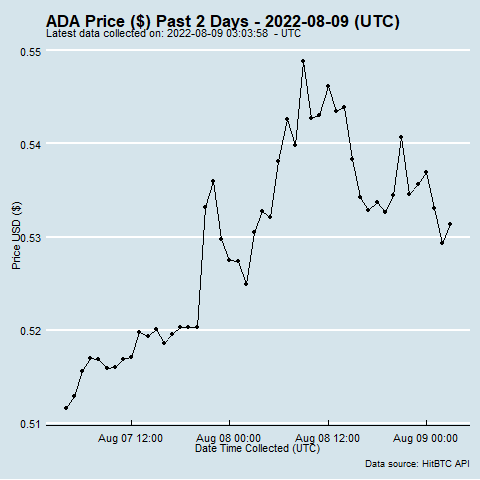 ADA Price ($) Past 2 Days - 2022-08-09 (UTC)
Latest data collected on: 2022-08-09 03:03:58 - UTC
0.55
0.54
0.53
0.52
0.51
Price USD ($)
Aug 07 12:00 Aug 08 00:00 Aug 08 12:00 Aug 09 00:00
Date Time Collected (UTC)
Data source: HitBTC API